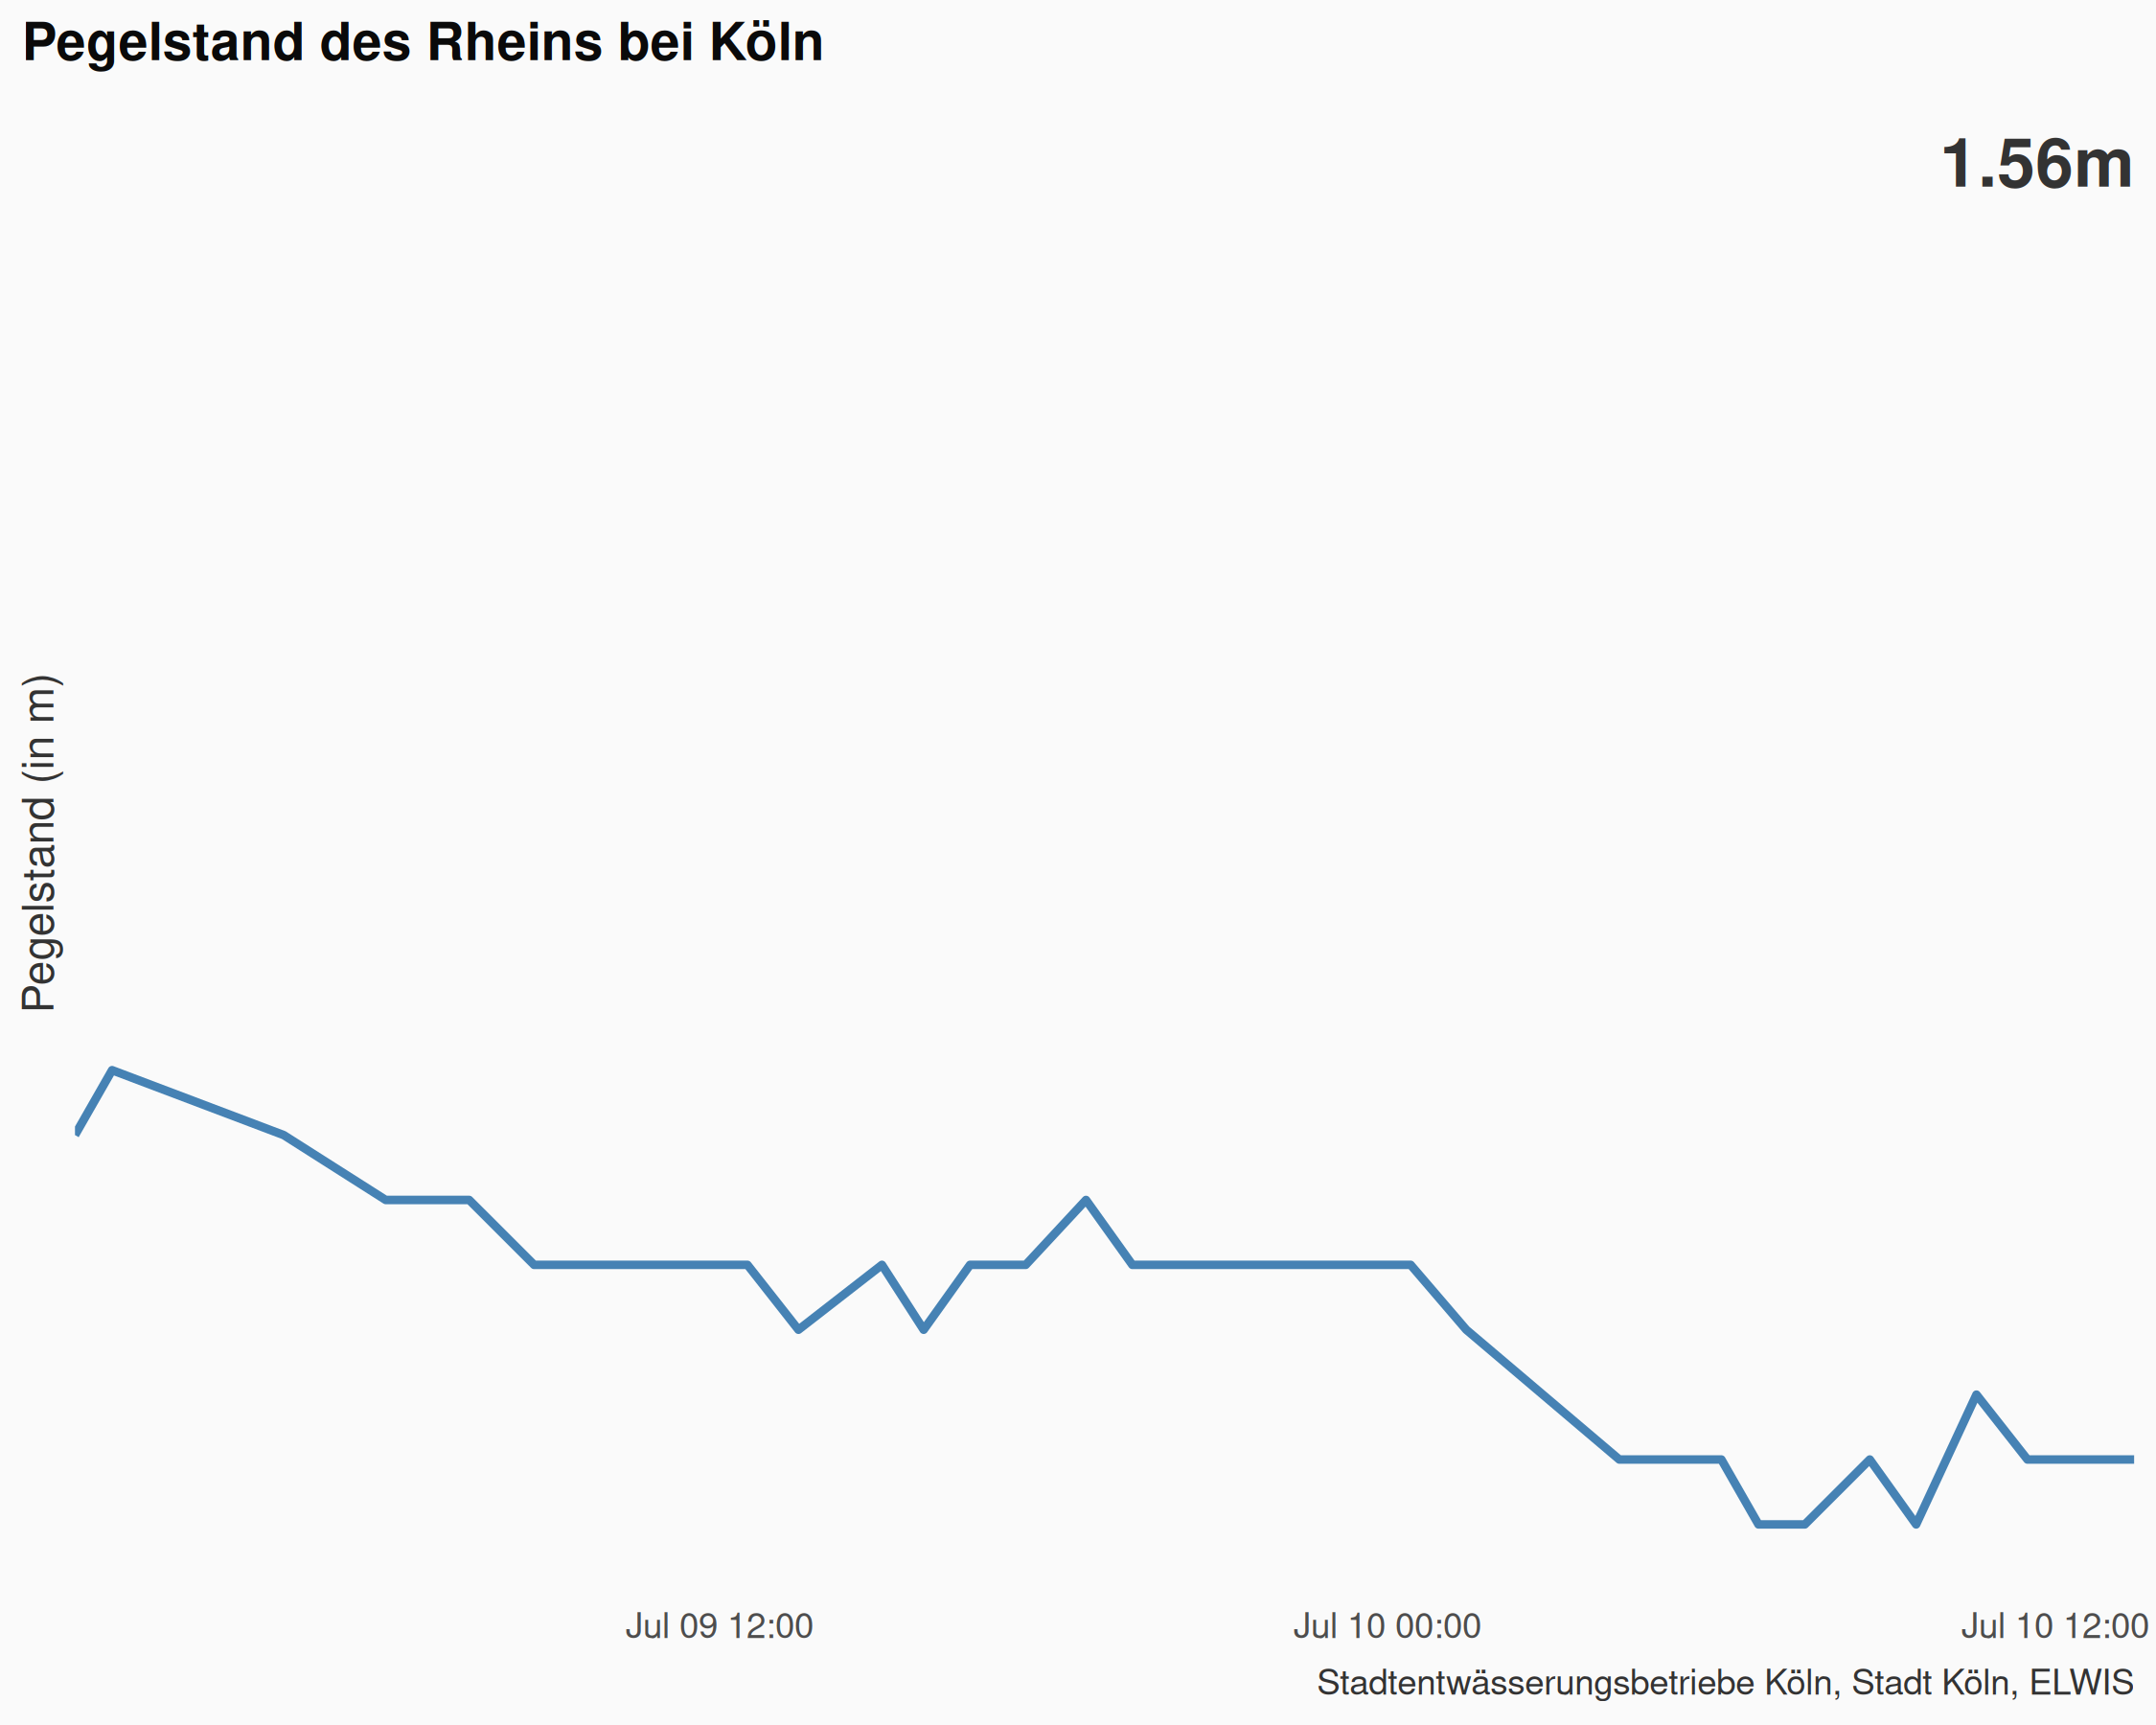 Pegelstand des Rheins bei Köln
1.56m
Pegelstand (in m)
Jul 09 12:00
Jul 10 00:00
Jul 10 12:00
Stadtentwässerungsbetriebe Köln, Stadt Köln, ELWIS